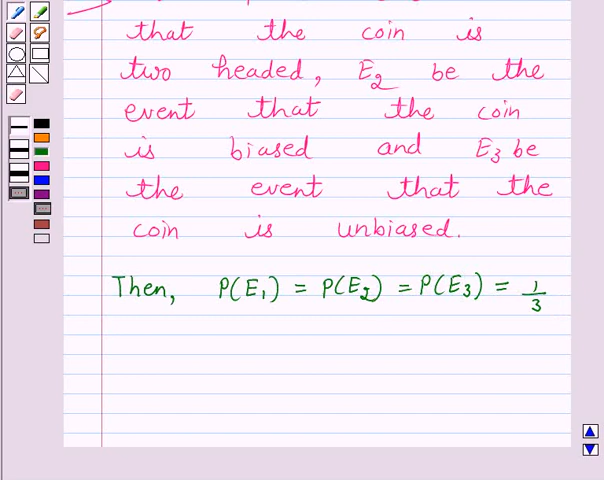 that the coin is
two headed, E2 be the
event that the coin
is biased and E3 be
the event that the
coin is unbiased.
Then, P(E1) = P(E2) = P(E3) = 1/3